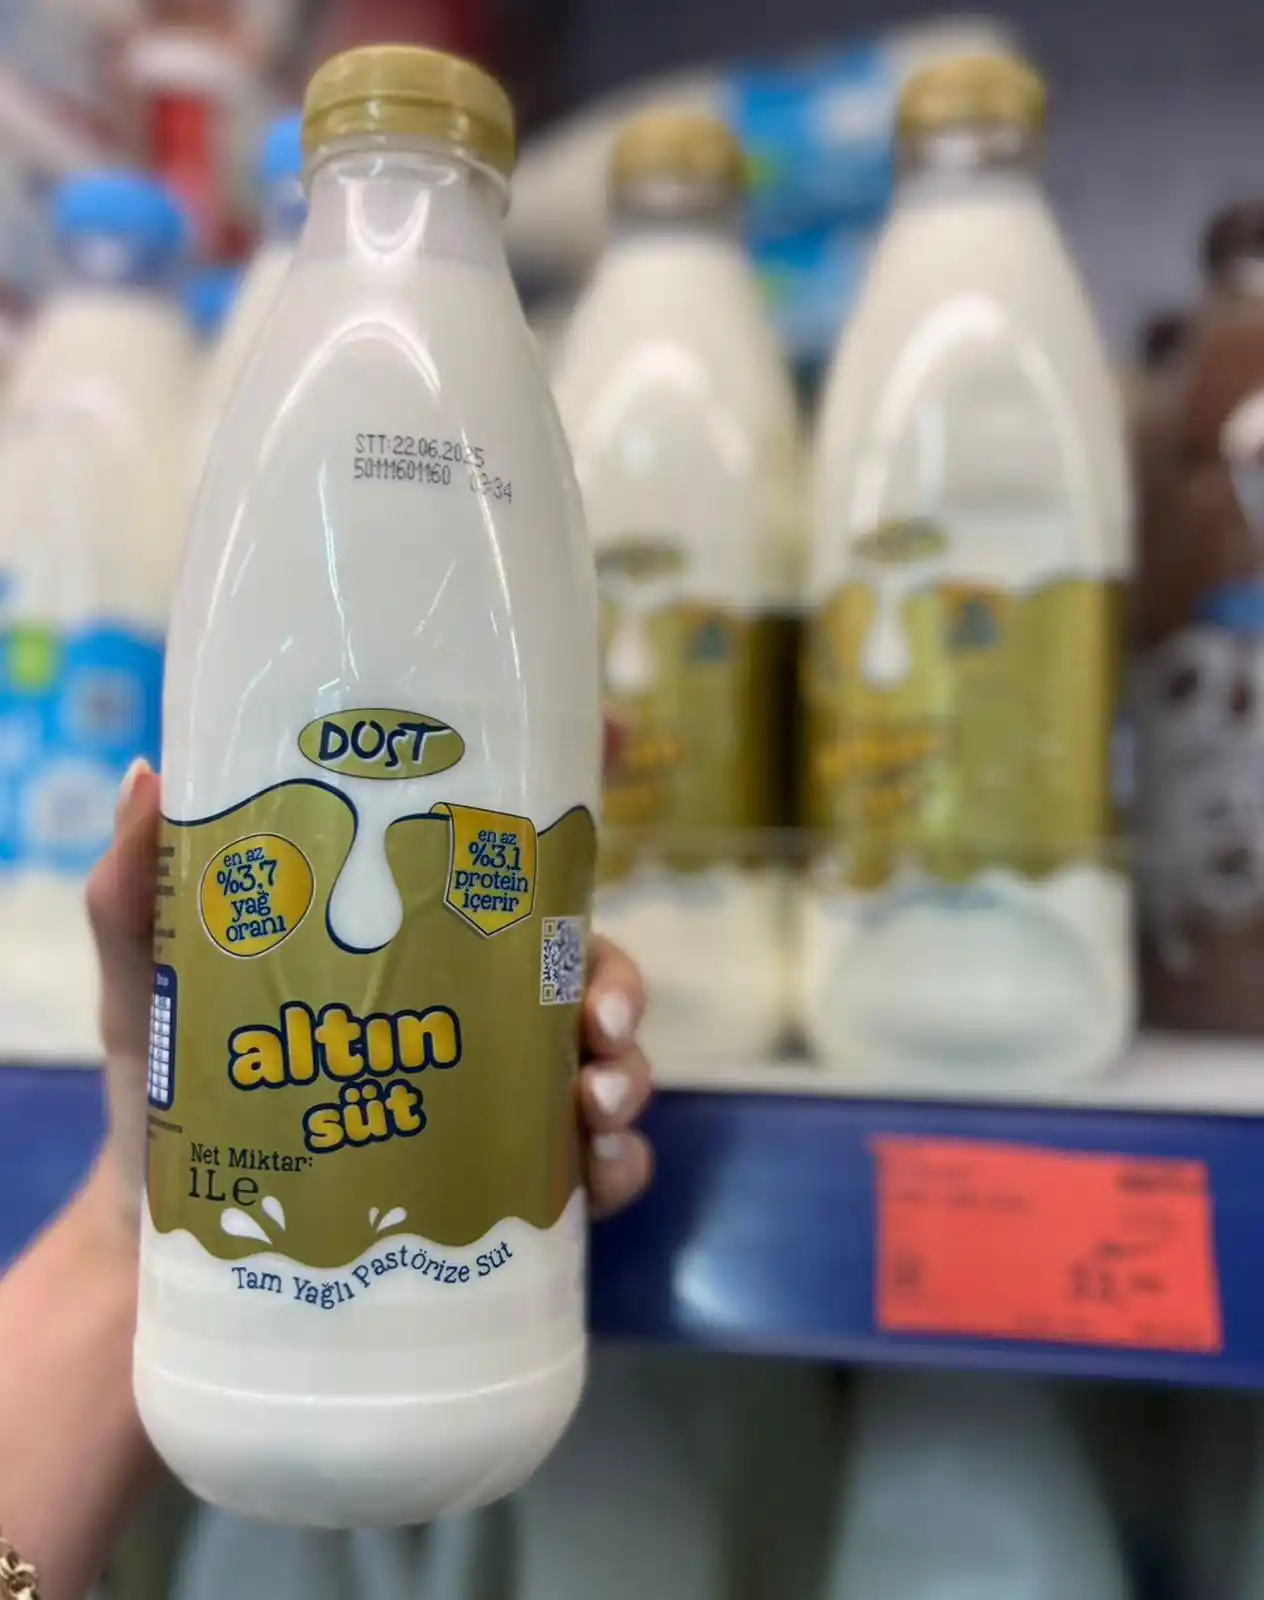 STT:22.06.2025
50111601160 09:34
DOST
en az
%3,7
yağ
oranı
en az
%3,1
protein
içerir
altın
süt
Net Miktar:
1Le
Tam Yağlı Pastörize Süt